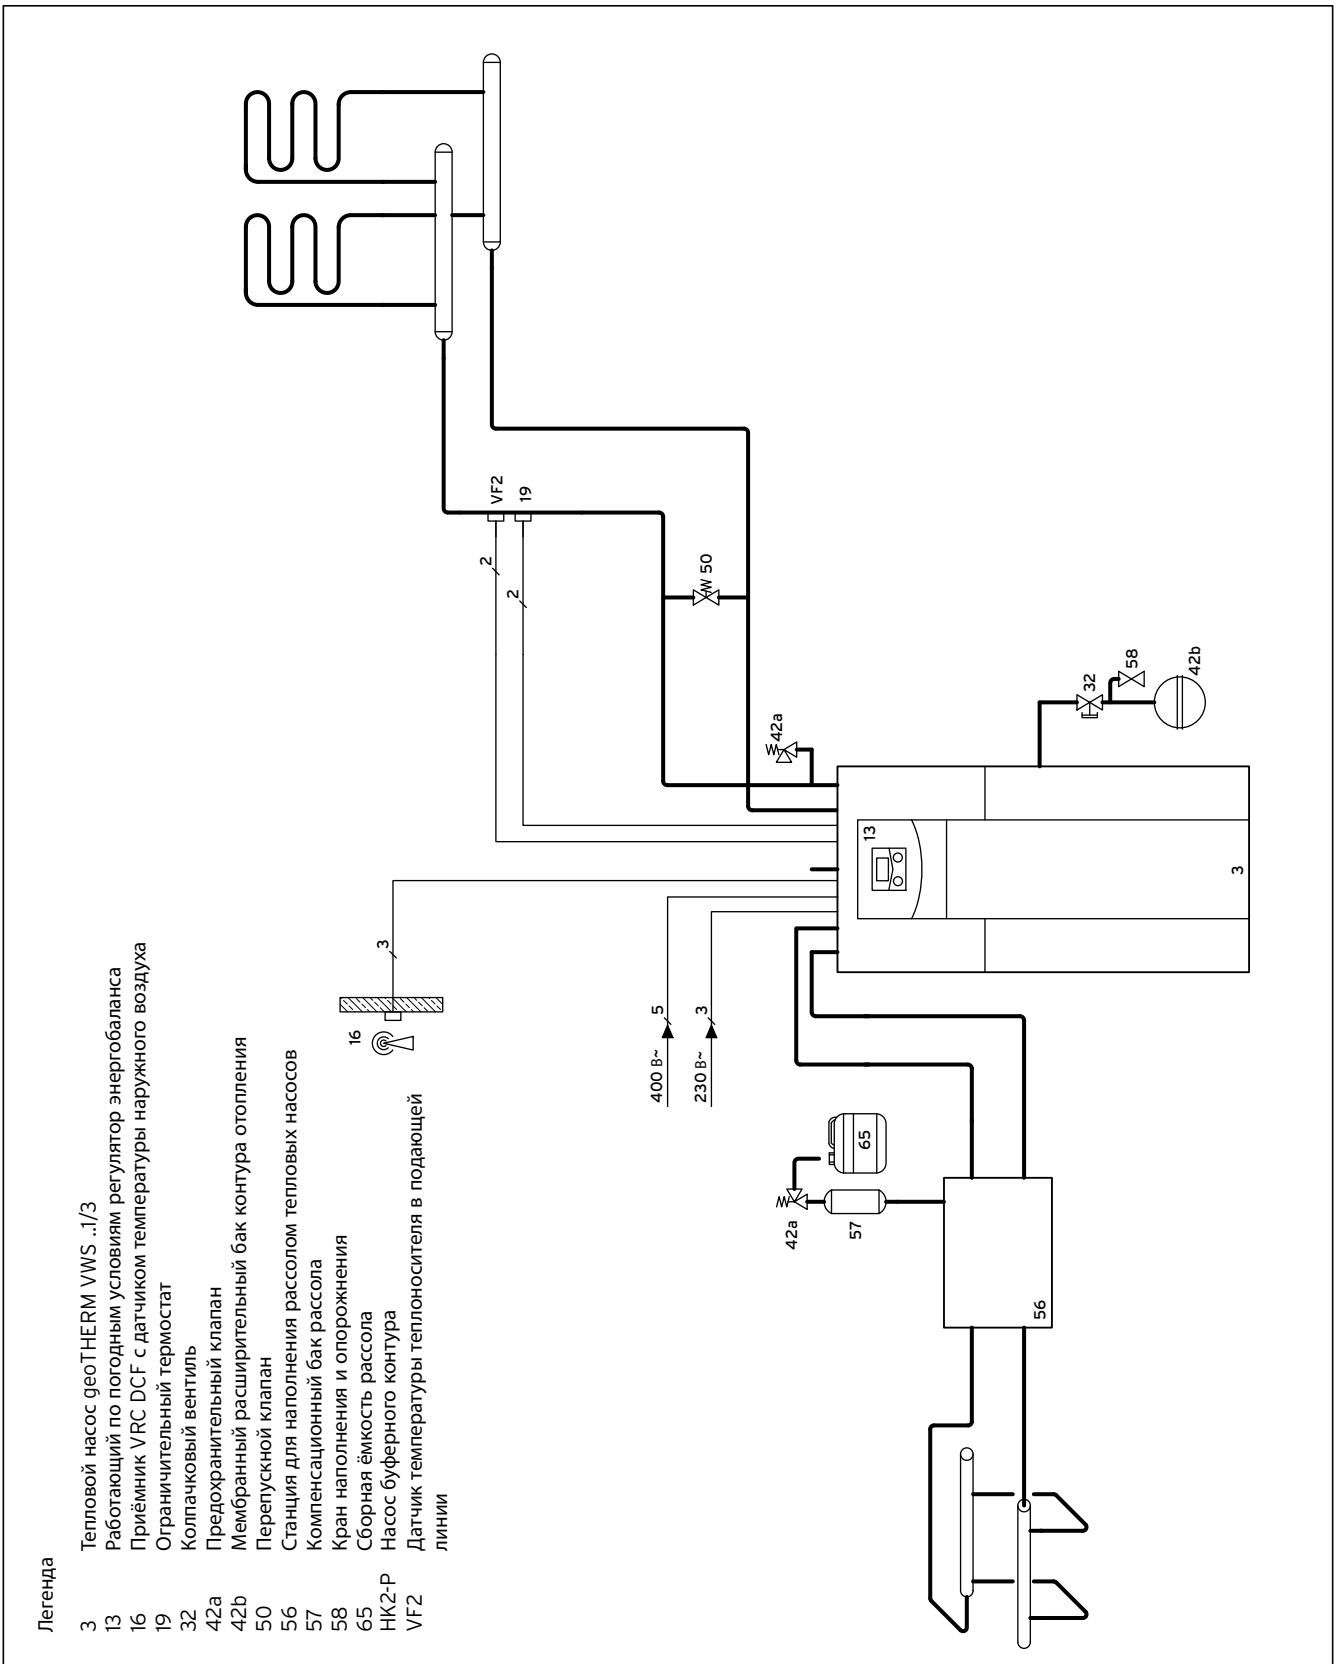 Легенда
3 Тепловой насос geoTHERM VWS ..1/3
13 Работающий по погодным условиям регулятор энергобаланса
16 Приёмник VRC DCF с датчиком температуры наружного воздуха
19 Ограничительный термостат
32 Колпачковый вентиль
42a Предохранительный клапан
42b Мембранный расширительный бак контура отопления
50 Перепускной клапан
56 Станция для наполнения рассолом тепловых насосов
57 Компенсационный бак рассола
58 Кран наполнения и опорожнения
65 Сборная ёмкость рассола
HK2-P Насос буферного контура
VF2 Датчик температуры теплоносителя в подающей
линии
16
3
VF2
19
2
2
50
400 В~
5
230 В~
3
42a
32
58
42b
13
3
42a
65
57
56